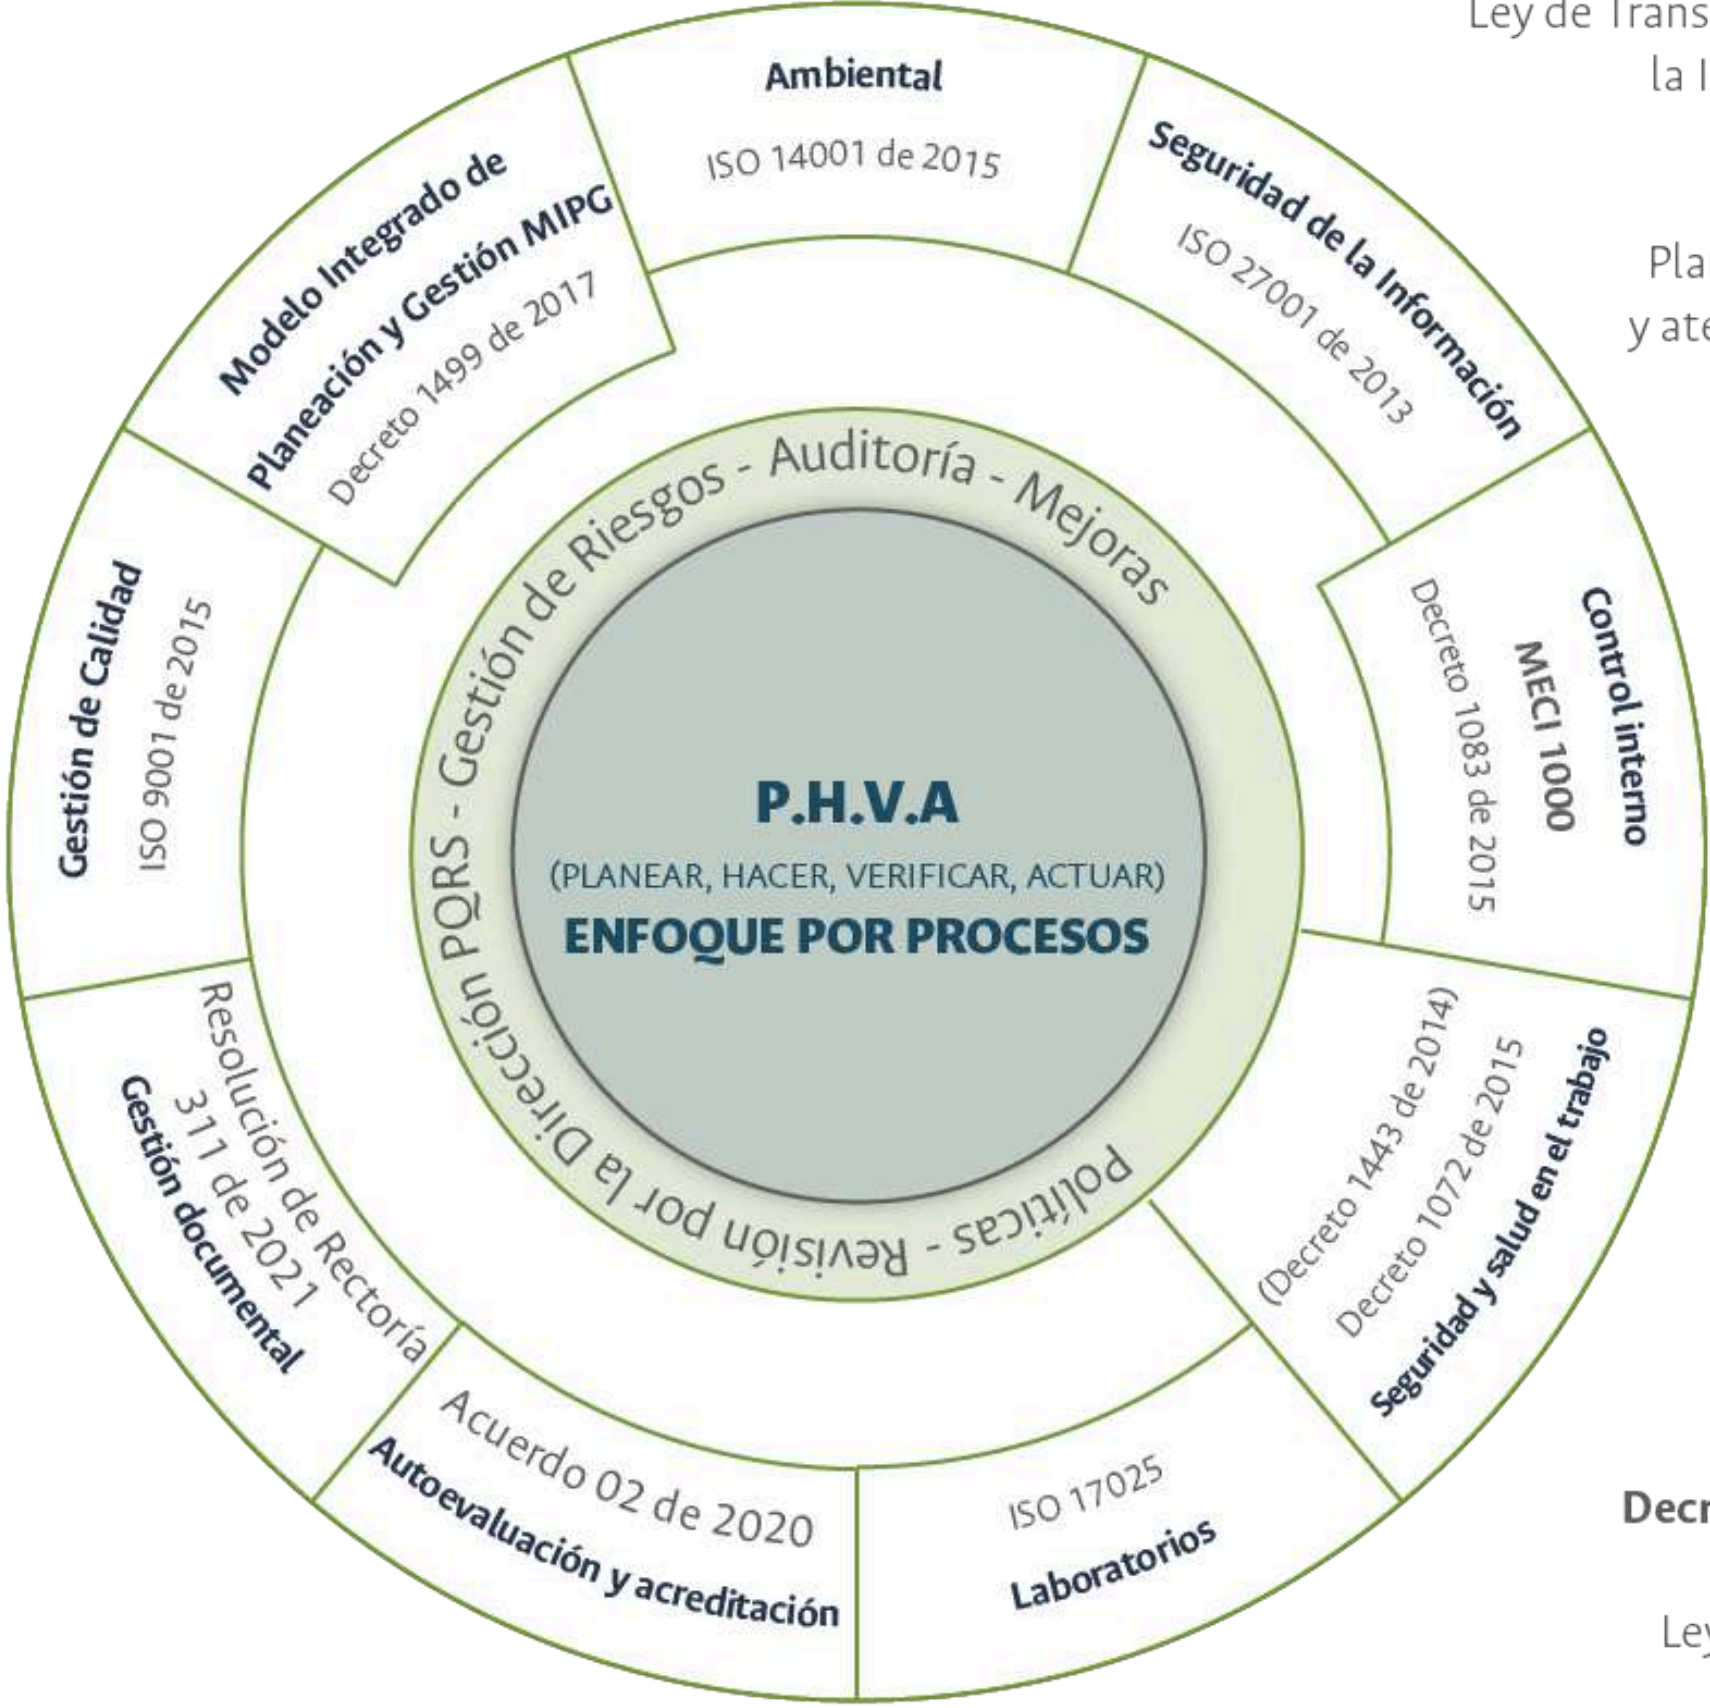 Ambiental
ISO 14001 de 2015
Seguridad de la Información
ISO 27001 de 2013
Control interno
MECI 1000
Decreto 1083 de 2015
Seguridad y salud en el trabajo
Decreto 1072 de 2015
(Decreto 1443 de 2014)
ISO 17025
Laboratorios
Acuerdo 02 de 2020
Autoevaluación y acreditación
Resolución de Rectoría
311 de 2021
Gestión documental
Gestión de Calidad
ISO 9001 de 2015
Modelo Integrado de
Planeación y Gestión MIPG
Decreto 1499 de 2017
Políticas - Revisión por la Dirección PQRS - Gestión de Riesgos - Auditoría - Mejoras
P.H.V.A
(PLANEAR, HACER, VERIFICAR, ACTUAR)
ENFOQUE POR PROCESOS
Ley de
la
y
Ley